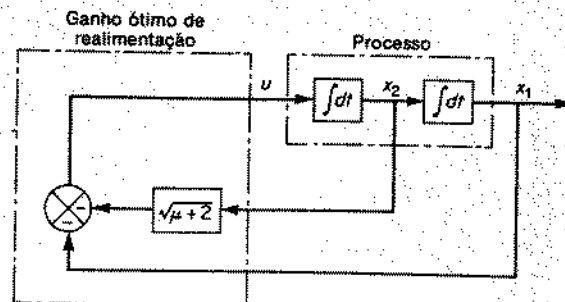 Ganho ótimo de
realimentação
Processo
υ
∫dt
x₂
∫dt
x₁
-
-
√μ + 2